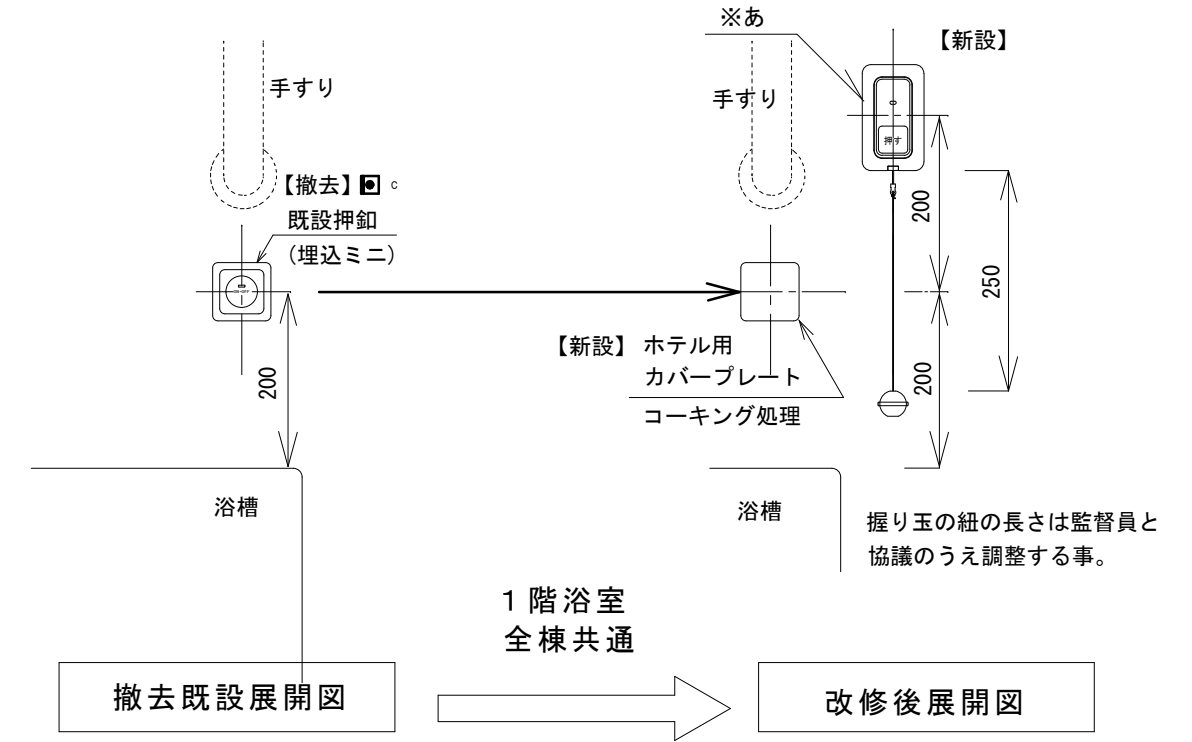 ※あ
【新設】
手すり
手すり
押す
【撤去】
c
既設押釦
(埋込ミニ)
200
200
250
200
【新設】 ホテル用
カバープレート
コーキング処理
浴槽
浴槽
握り玉の紐の長さは監督員と
協議のうえ調整する事。
1階浴室
全棟共通
撤去既設展開図
改修後展開図